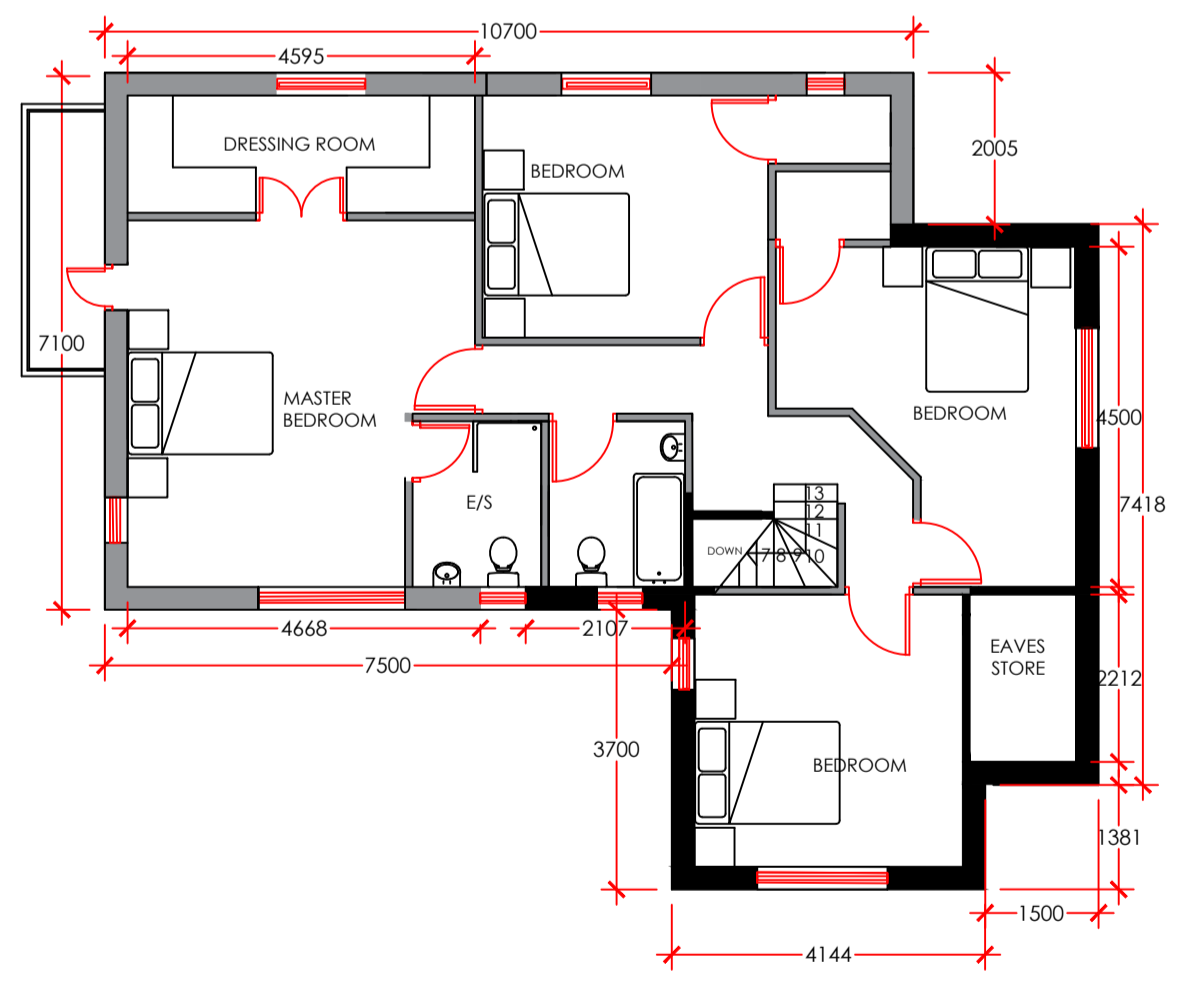 10700
4595
DRESSING ROOM
BEDROOM
2005
7100
MASTER
BEDROOM
BEDROOM
4500
7418
E/S
13
12
11
DOWN
7 8 9 10
4668
2107
7500
EAVES
STORE
2212
3700
BEDROOM
1381
1500
4144